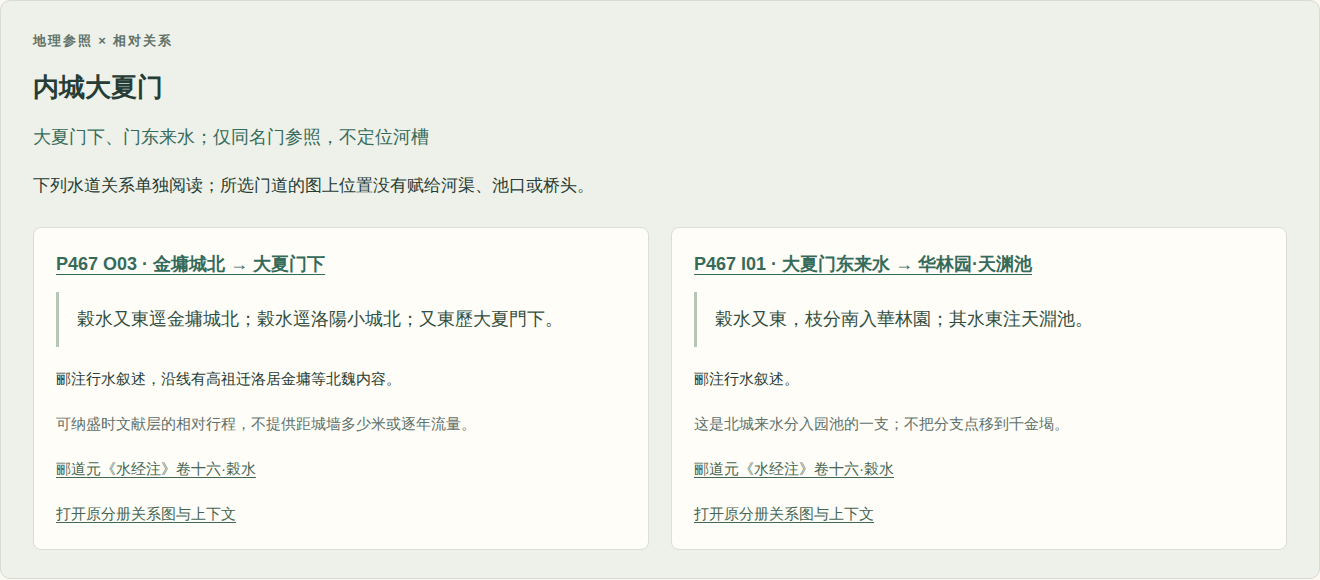 地理参照 × 相对关系
内城大夏门
大夏门下、门东来水；仅同名门参照，不定位河槽
下列水道关系单独阅读；所选门道的图上位置没有赋给河渠、池口或桥头。
P467 O03 · 金墉城北 → 大夏门下
穀水又東逕金墉城北；穀水逕洛陽小城北；又東歷大夏門下。
郦注行水叙述，沿线有高祖迁洛居金墉等北魏内容。
可纳盛时文献层的相对行程，不提供距城墙多少米或逐年流量。
郦道元《水经注》卷十六·穀水
打开原分册关系图与上下文
P467 I01 · 大夏门东来水 → 华林园·天渊池
穀水又東，枝分南入華林園；其水東注天淵池。
郦注行水叙述。
这是北城来水分入园池的一支；不把分支点移到千金堨。
郦道元《水经注》卷十六·穀水
打开原分册关系图与上下文